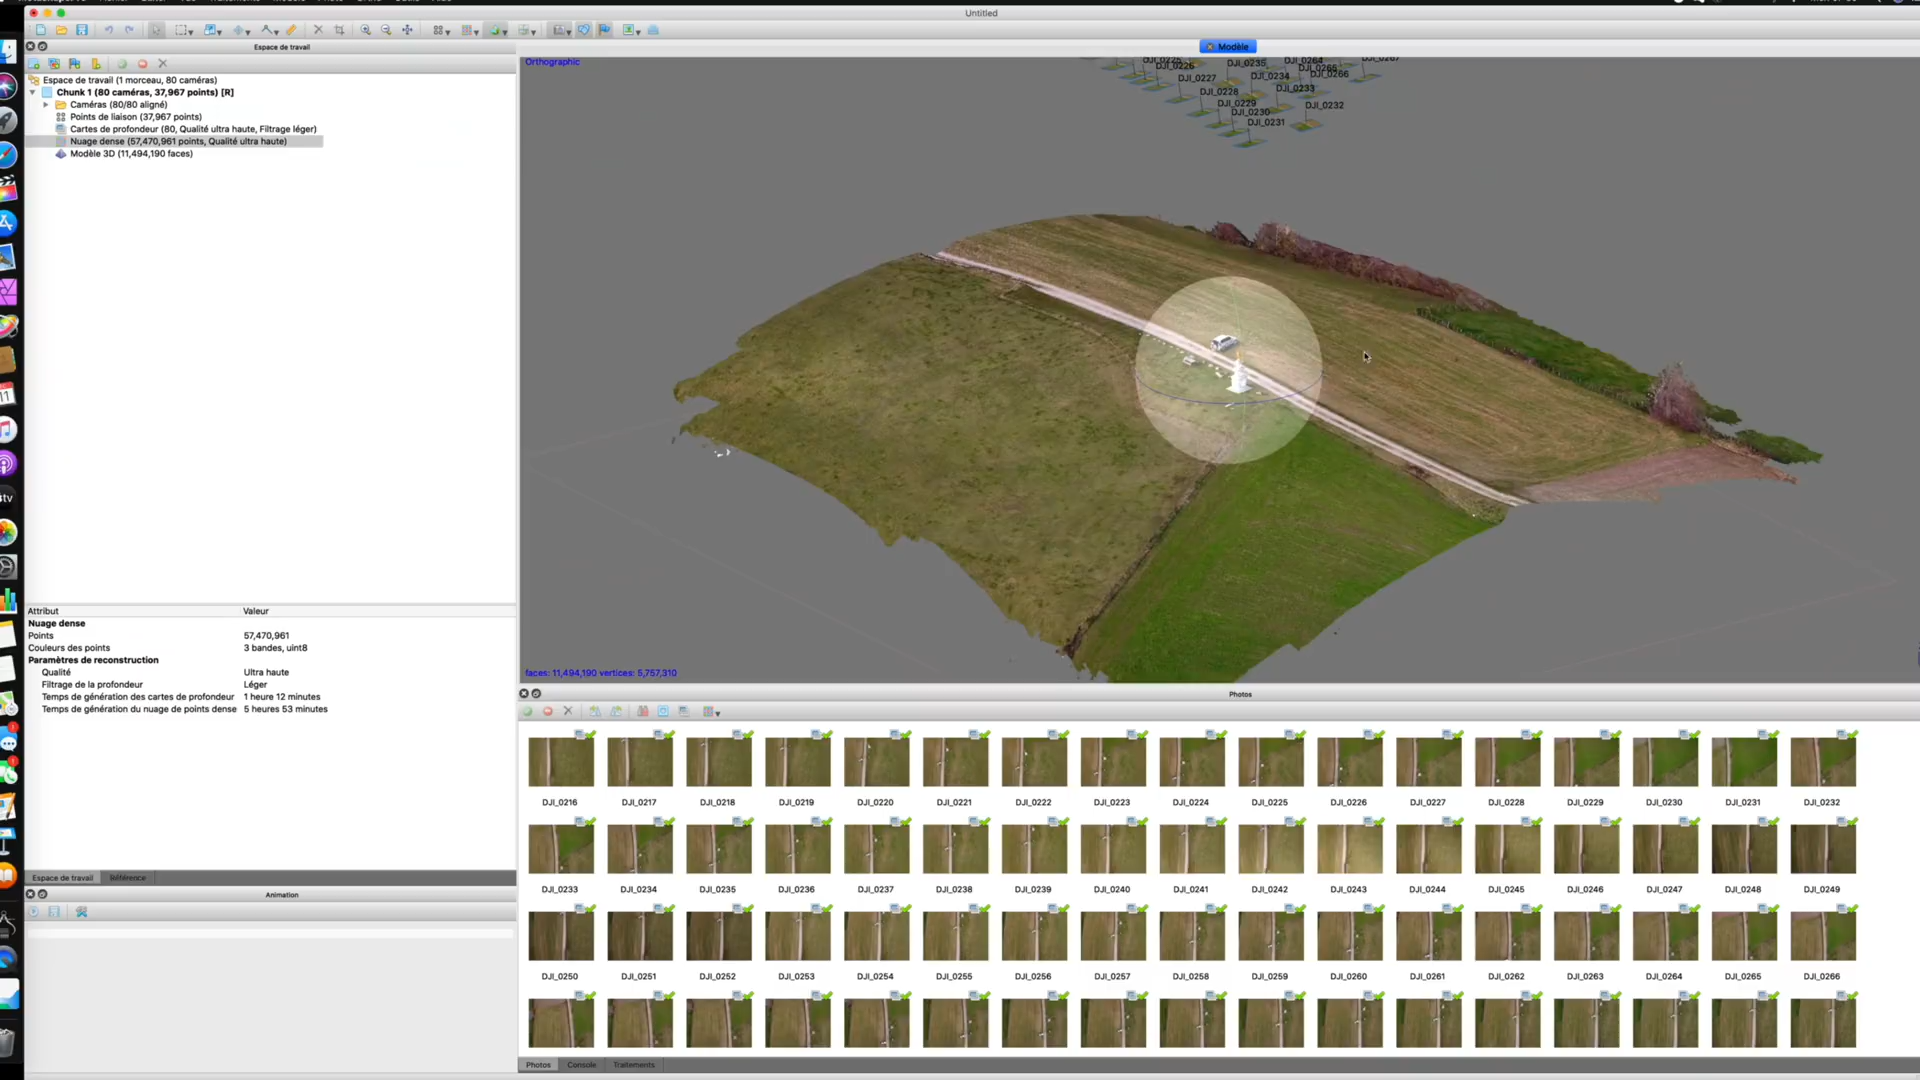 Untitled
Espace de travail
Modèle
Espace de travail (1 morceau, 80 caméras)
Chunk 1 (80 caméras, 37,967 points) [R]
Caméras (80/80 aligné)
Points de liaison (37,967 points)
Cartes de profondeur (80, Qualité ultra haute, Filtrage léger)
Nuage dense (57,470,961 points, Qualité ultra haute)
Modèle 3D (11,494,190 faces)
Orthographic
DJI_0235
DJI_0227
DJI_0234
DJI_0266
DJI_0228
DJI_0233
DJI_0229
DJI_0232
DJI_0230
DJI_0231
faces: 11,494,190 vertices: 5,757,310
Attribut Valeur
Nuage dense
Points 57,470,961
Couleurs des points 3 bandes, uint8
Paramètres de reconstruction
Qualité Ultra haute
Filtrage de la profondeur Léger
Temps de génération des cartes de profondeur 1 heure 12 minutes
Temps de génération du nuage de points dense 5 heures 53 minutes
Espace de travail Référence
Animation
Photos
DJI_0216 DJI_0217 DJI_0218 DJI_0219 DJI_0220 DJI_0221 DJI_0222 DJI_0223 DJI_0224 DJI_0225 DJI_0226 DJI_0227 DJI_0228 DJI_0229 DJI_0230 DJI_0231 DJI_0232
DJI_0233 DJI_0234 DJI_0235 DJI_0236 DJI_0237 DJI_0238 DJI_0239 DJI_0240 DJI_0241 DJI_0242 DJI_0243 DJI_0244 DJI_0245 DJI_0246 DJI_0247 DJI_0248 DJI_0249
DJI_0250 DJI_0251 DJI_0252 DJI_0253 DJI_0254 DJI_0255 DJI_0256 DJI_0257 DJI_0258 DJI_0259 DJI_0260 DJI_0261 DJI_0262 DJI_0263 DJI_0264 DJI_0265 DJI_0266
Photos Console Traitements